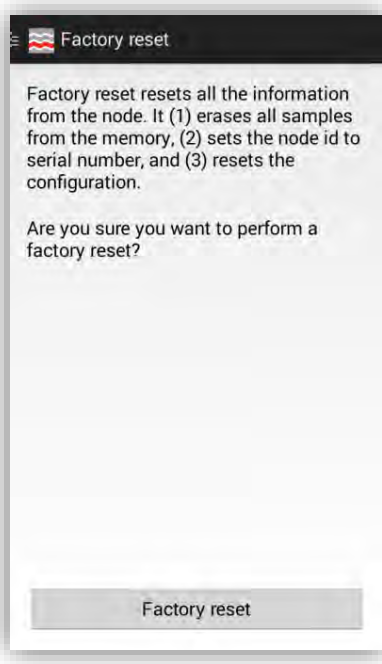 Factory reset
Factory reset resets all the information
from the node. It (1) erases all samples
from the memory, (2) sets the node id to
serial number, and (3) resets the
configuration.
Are you sure you want to perform a
factory reset?
Factory reset